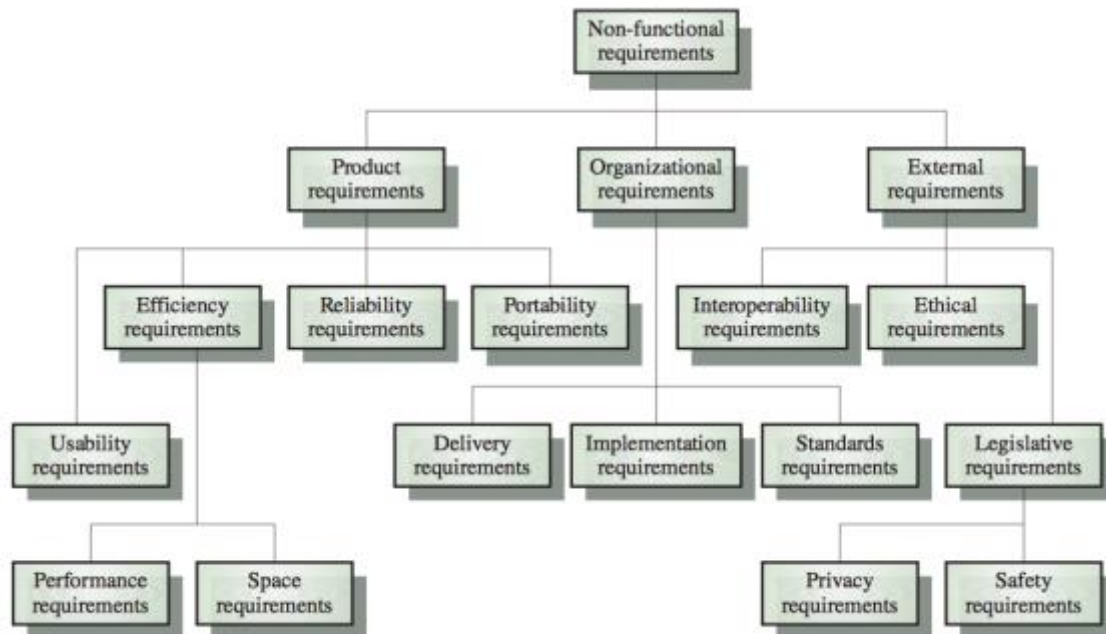 Non-functional
requirements
Product
requirements
Organizational
requirements
External
requirements
Efficiency
requirements
Reliability
requirements
Portability
requirements
Interoperability
requirements
Ethical
requirements
Usability
requirements
Delivery
requirements
Implementation
requirements
Standards
requirements
Legislative
requirements
Performance
requirements
Space
requirements
Privacy
requirements
Safety
requirements